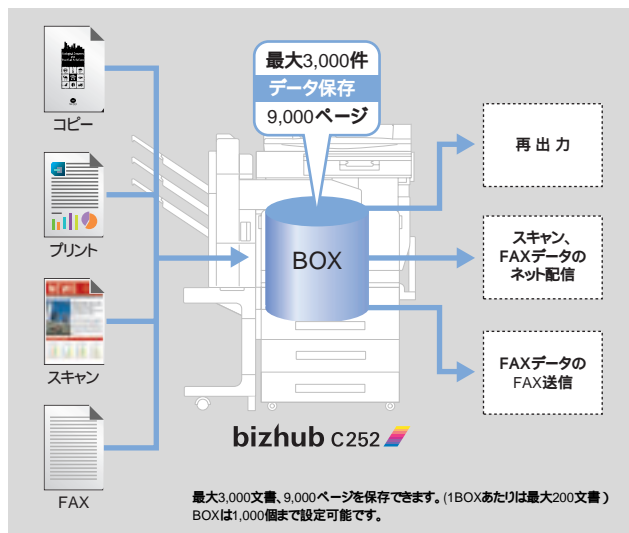 最大3,000件
データ保存
9,000ページ
コピー
プリント
スキャン
FAX
BOX
再出力
スキャン、
FAXデータの
ネット配信
FAXデータの
FAX送信
bizhub C252
最大3,000文書、9,000ページを保存できます。(1BOXあたりは最大200文書)
BOXは1,000個まで設定可能です。